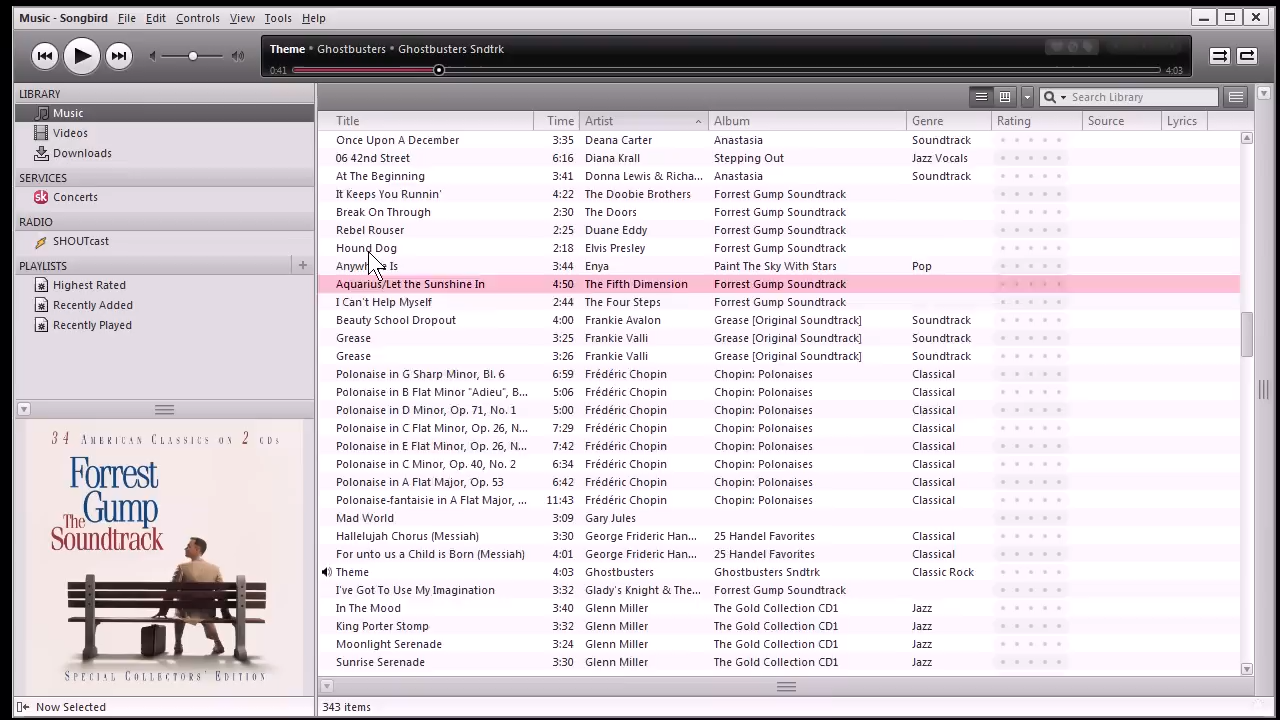 Music - Songbird File Edit Controls View Tools Help
Theme • Ghostbusters • Ghostbusters Sndtrk
0:41 4:03
LIBRARY
Music
Videos
Downloads
SERVICES
sk Concerts
RADIO
SHOUTcast
PLAYLISTS +
Highest Rated
Recently Added
Recently Played
34 AMERICAN CLASSICS ON 2 CDs
Forrest
Gump
The
Soundtrack
SPECIAL COLLECTORS' EDITION
Now Selected
Search Library
Title Time Artist Album Genre Rating Source Lyrics
Once Upon A December 3:35 Deana Carter Anastasia Soundtrack
06 42nd Street 6:16 Diana Krall Stepping Out Jazz Vocals
At The Beginning 3:41 Donna Lewis & Richa... Anastasia Soundtrack
It Keeps You Runnin' 4:22 The Doobie Brothers Forrest Gump Soundtrack
Break On Through 2:30 The Doors Forrest Gump Soundtrack
Rebel Rouser 2:25 Duane Eddy Forrest Gump Soundtrack
Hound Dog 2:18 Elvis Presley Forrest Gump Soundtrack
Anywhere Is 3:44 Enya Paint The Sky With Stars Pop
Aquarius/Let the Sunshine In 4:50 The Fifth Dimension Forrest Gump Soundtrack
I Can't Help Myself 2:44 The Four Steps Forrest Gump Soundtrack
Beauty School Dropout 4:00 Frankie Avalon Grease [Original Soundtrack] Soundtrack
Grease 3:25 Frankie Valli Grease [Original Soundtrack] Soundtrack
Grease 3:26 Frankie Valli Grease [Original Soundtrack] Soundtrack
Polonaise in G Sharp Minor, Bl. 6 6:59 Frédéric Chopin Chopin: Polonaises Classical
Polonaise in B Flat Minor "Adieu", B... 5:06 Frédéric Chopin Chopin: Polonaises Classical
Polonaise in D Minor, Op. 71, No. 1 5:00 Frédéric Chopin Chopin: Polonaises Classical
Polonaise in C Flat Minor, Op. 26, N... 7:29 Frédéric Chopin Chopin: Polonaises Classical
Polonaise in E Flat Minor, Op. 26, N... 7:42 Frédéric Chopin Chopin: Polonaises Classical
Polonaise in C Minor, Op. 40, No. 2 6:34 Frédéric Chopin Chopin: Polonaises Classical
Polonaise in A Flat Major, Op. 53 6:42 Frédéric Chopin Chopin: Polonaises Classical
Polonaise-fantaisie in A Flat Major, ... 11:43 Frédéric Chopin Chopin: Polonaises Classical
Mad World 3:09 Gary Jules
Hallelujah Chorus (Messiah) 3:30 George Frideric Han... 25 Handel Favorites Classical
For unto us a Child is Born (Messiah) 4:01 George Frideric Han... 25 Handel Favorites Classical
Theme 4:03 Ghostbusters Ghostbusters Sndtrk Classic Rock
I've Got To Use My Imagination 3:32 Glady's Knight & The... Forrest Gump Soundtrack
In The Mood 3:40 Glenn Miller The Gold Collection CD1 Jazz
King Porter Stomp 3:32 Glenn Miller The Gold Collection CD1 Jazz
Moonlight Serenade 3:24 Glenn Miller The Gold Collection CD1 Jazz
Sunrise Serenade 3:30 Glenn Miller The Gold Collection CD1 Jazz
343 items